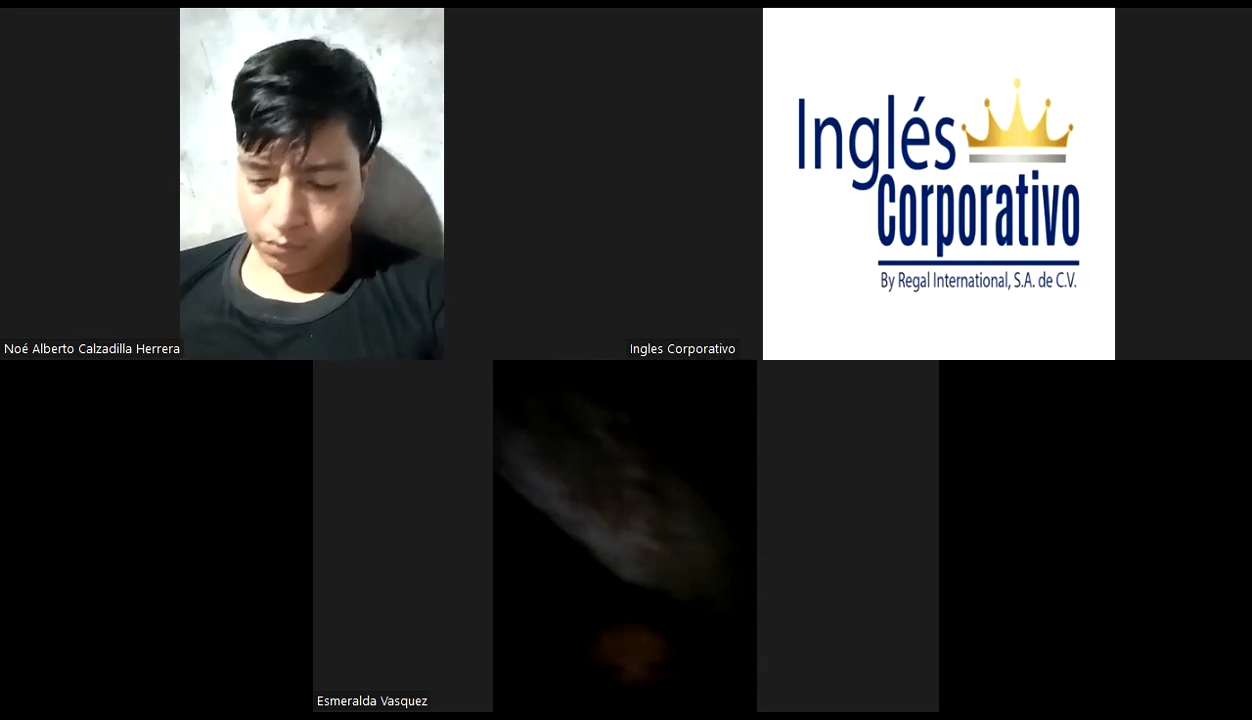 Inglés
Corporativo
By Regal International, S.A. de C.V.
Noé Alberto Calzadilla Herrera
Ingles Corporativo
Esmeralda Vasquez